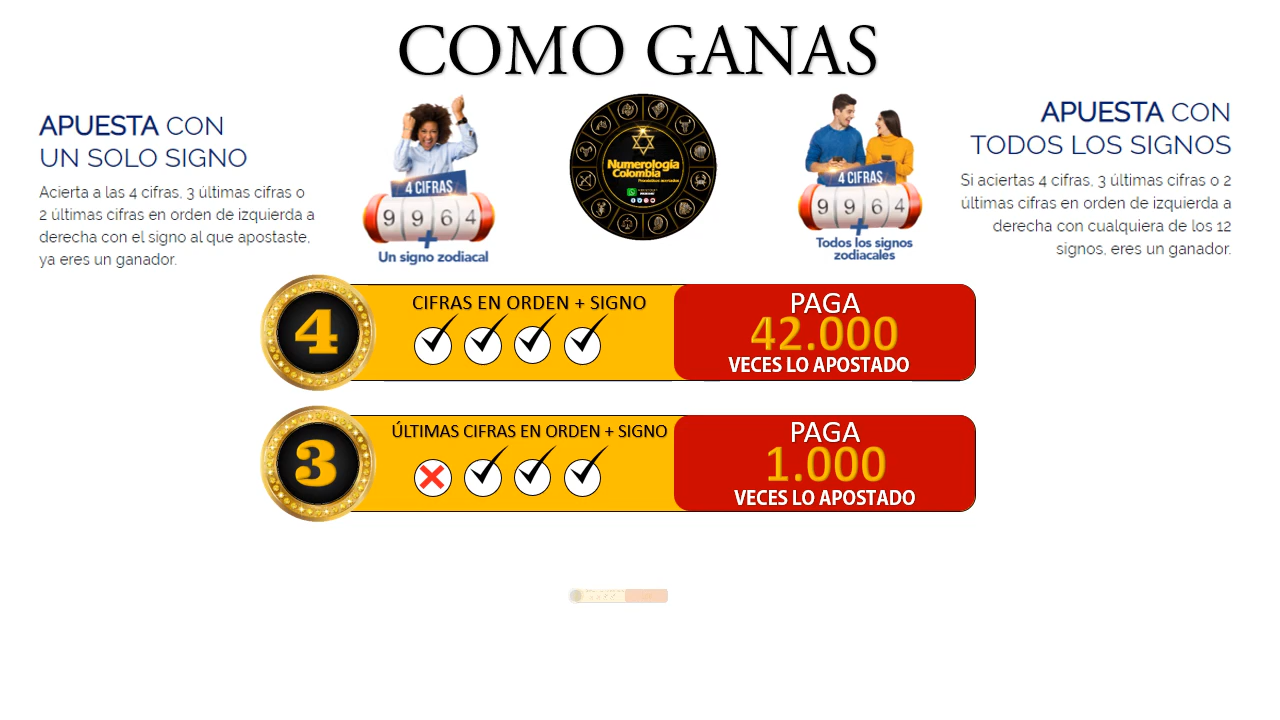 COMO GANAS
APUESTA CON
UN SOLO SIGNO
Acierta a las 4 cifras, 3 últimas cifras o
2 últimas cifras en orden de izquierda a
derecha con el signo al que apostaste,
ya eres un ganador.
4 CIFRAS
9 9 6 4
+
Un signo zodiacal
Numerología
Colombia
4 CIFRAS
9 9 6 4
+
Todos los signos
zodiacales
APUESTA CON
TODOS LOS SIGNOS
Si aciertas 4 cifras, 3 últimas cifras o 2
últimas cifras en orden de izquierda a
derecha con cualquiera de los 12
signos, eres un ganador.
4
CIFRAS EN ORDEN + SIGNO
PAGA
42.000
VECES LO APOSTADO
3
ÚLTIMAS CIFRAS EN ORDEN + SIGNO
PAGA
1.000
VECES LO APOSTADO